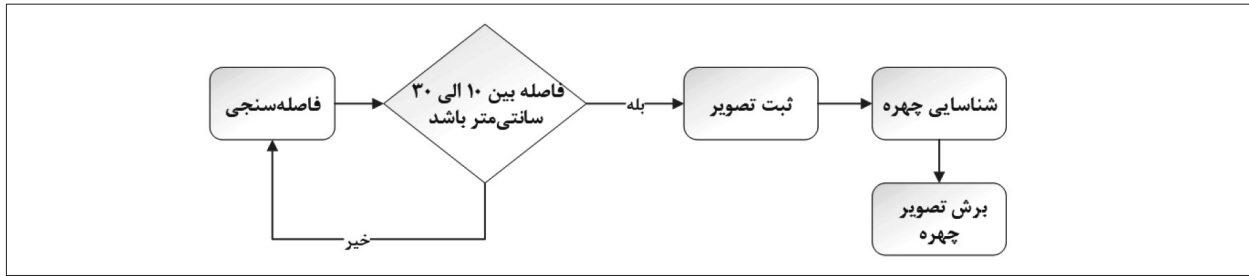 فاصله‌سنجی
فاصله بین ۱۰ الی ۳۰
سانتی‌متر باشد
بله
ثبت تصویر
شناسایی چهره
برش تصویر
چهره
خیر